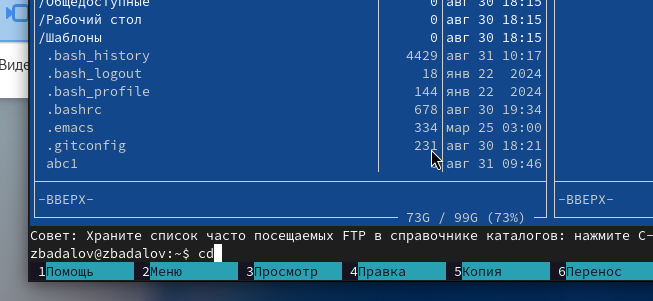 /Общедоступные 0 авг 30 18:15
/Рабочий стол 0 авг 30 18:15
/Шаблоны 0 авг 30 18:15
Виде
.bash_history 4429 авг 31 10:17
.bash_logout 18 янв 22 2024
.bash_profile 144 янв 22 2024
.bashrc 678 авг 30 19:34
.emacs 334 мар 25 03:00
.gitconfig 231 авг 30 18:21
abc1 авг 31 09:46
-ВВЕРХ- -ВВЕРХ-
73G / 99G (73%)
Совет: Храните список часто посещаемых FTP в справочнике каталогов: нажмите C-
zbadalov@zbadalov:~$ cd
1Помощь 2Меню 3Просмотр 4Правка 5Копия 6Перенос